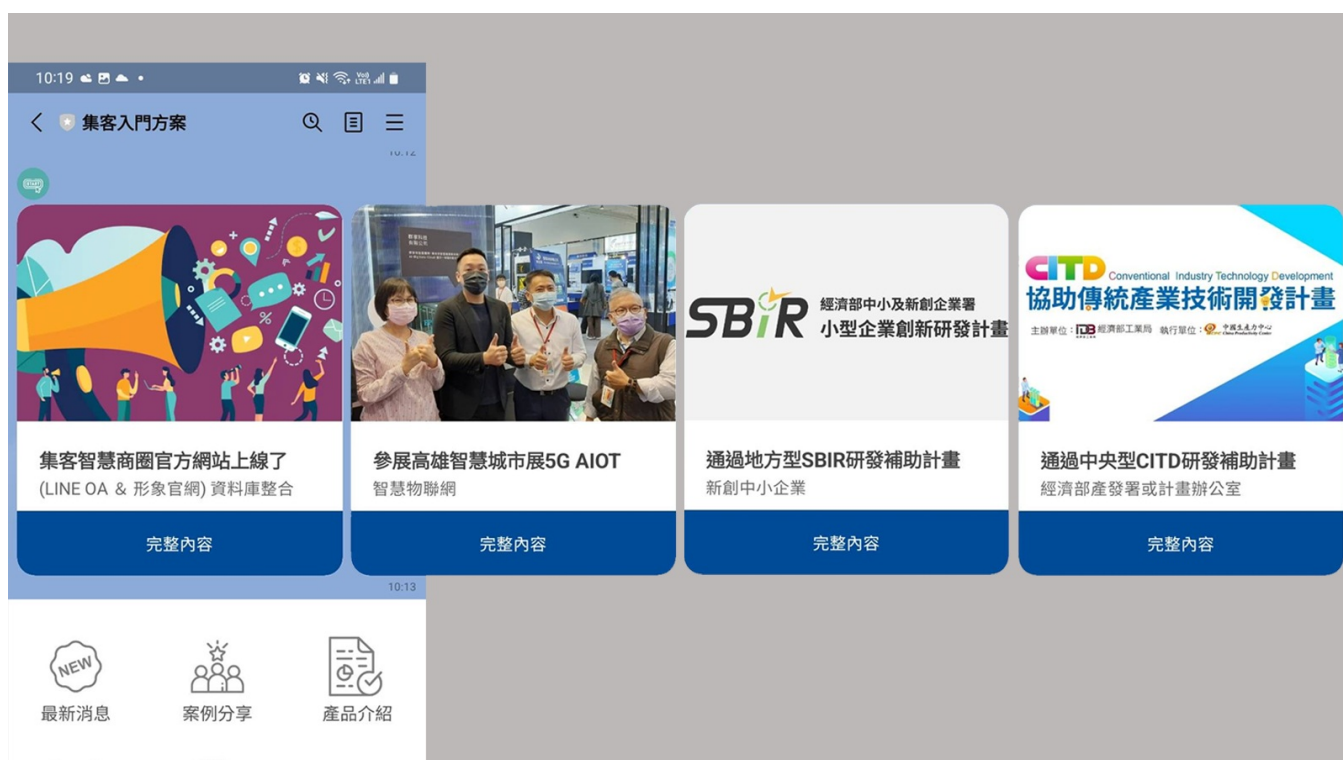 10:19
集客入門方案
10:12
集客智慧商圈官方網站上線了
(LINE OA & 形象官網) 資料庫整合
完整內容
參展高雄智慧城市展5G AIOT
智慧物聯網
完整內容
SBIR
經濟部中小及新創企業署
小型企業創新研發計畫
通過地方型SBIR研發補助計畫
新創中小企業
完整內容
CITD Conventional Industry Technology Development
協助傳統產業技術開發計畫
主辦單位：IDB 經濟部工業局 執行單位：中國生產力中心
China Productivity Center
通過中央型CITD研發補助計畫
經濟部產發署或計畫辦公室
完整內容
10:13
NEW
最新消息
案例分享
產品介紹